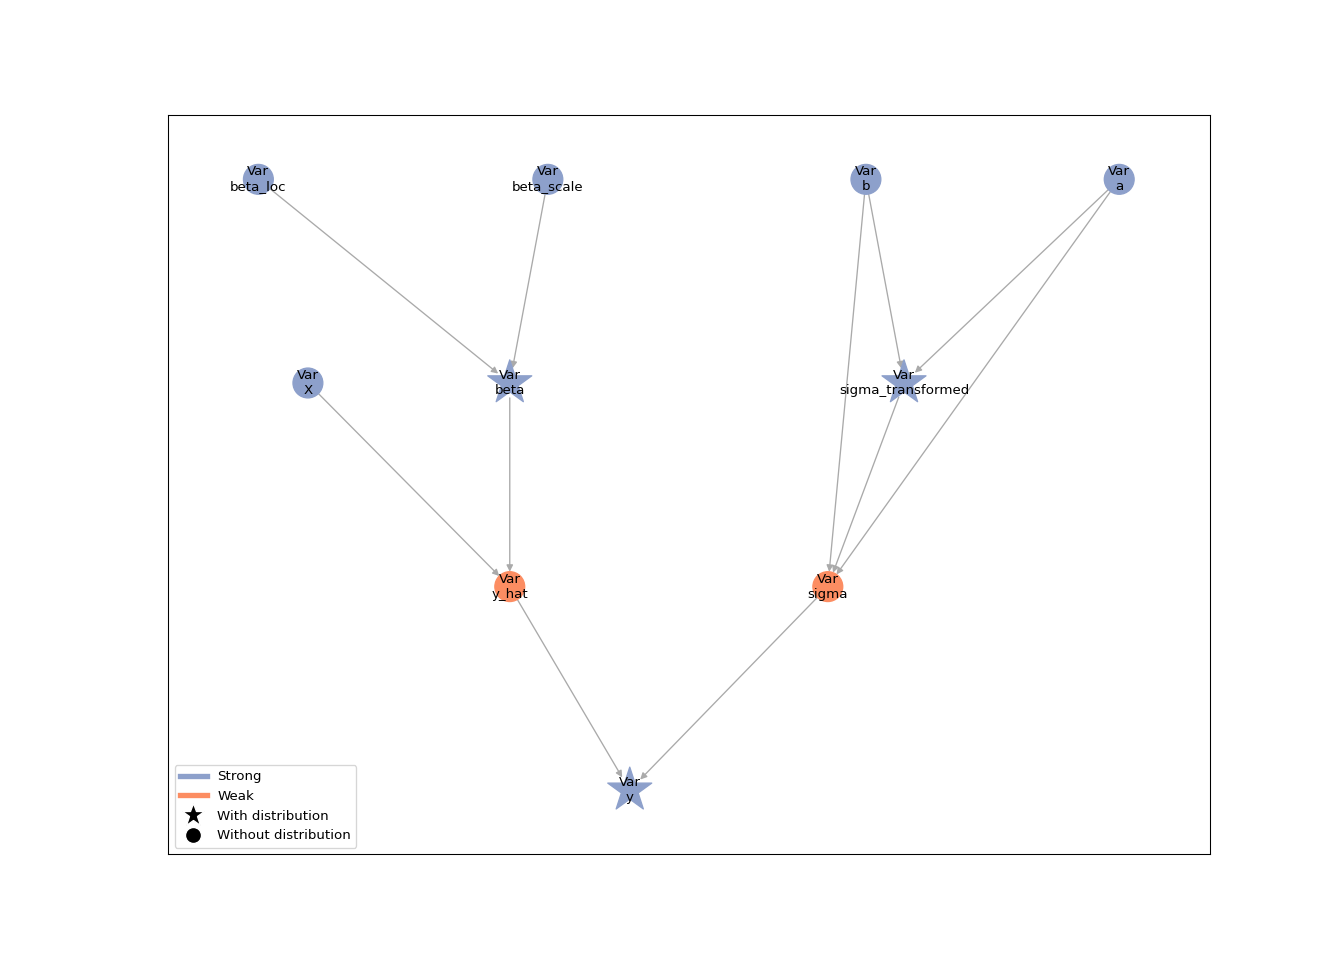 Var
beta_loc
Var
beta_scale
Var
b
Var
a
Var
X
Var
beta
Var
sigma_transformed
Var
y_hat
Var
sigma
Var
y
Strong
Weak
With distribution
Without distribution